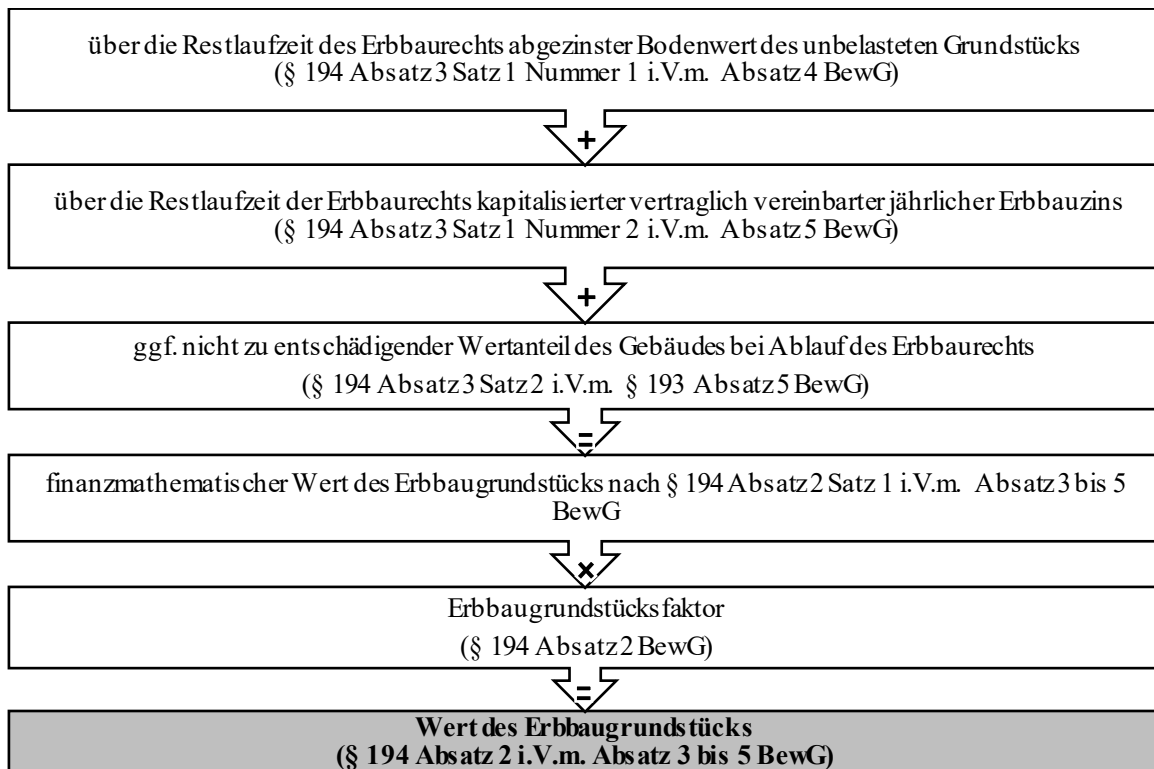 über die Restlaufzeit des Erbbaurechts abgezinster Bodenwert des unbelasteten Grundstücks
(§ 194 Absatz 3 Satz 1 Nummer 1 i.V.m. Absatz 4 BewG)
+
über die Restlaufzeit der Erbbaurechts kapitalisierter vertraglich vereinbarter jährlicher Erbbauzins
(§ 194 Absatz 3 Satz 1 Nummer 2 i.V.m. Absatz 5 BewG)
+
ggf. nicht zu entschädigender Wertanteil des Gebäudes bei Ablauf des Erbbaurechts
(§ 194 Absatz 3 Satz 2 i.V.m. § 193 Absatz 5 BewG)
=
finanzmathematischer Wert des Erbbaugrundstücks nach § 194 Absatz 2 Satz 1 i.V.m. Absatz 3 bis 5
BewG
×
Erbbaugrundstücksfaktor
(§ 194 Absatz 2 BewG)
=
Wert des Erbbaugrundstücks
(§ 194 Absatz 2 i.V.m. Absatz 3 bis 5 BewG)